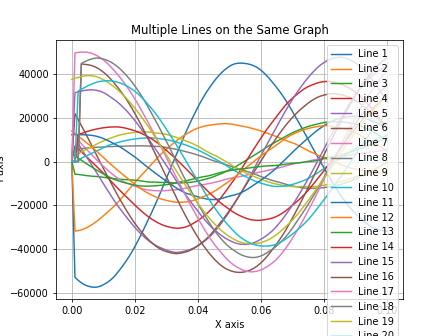 Multiple Lines on the Same Graph
40000
20000
0
−20000
−40000
−60000
0.00
0.02
0.04
0.06
X axis
Line 1
Line 2
Line 3
Line 4
Line 5
Line 6
Line 7
Line 8
Line 9
Line 10
Line 11
Line 12
Line 13
Line 14
Line 15
Line 16
Line 17
Line 18
Line 19
Line 20